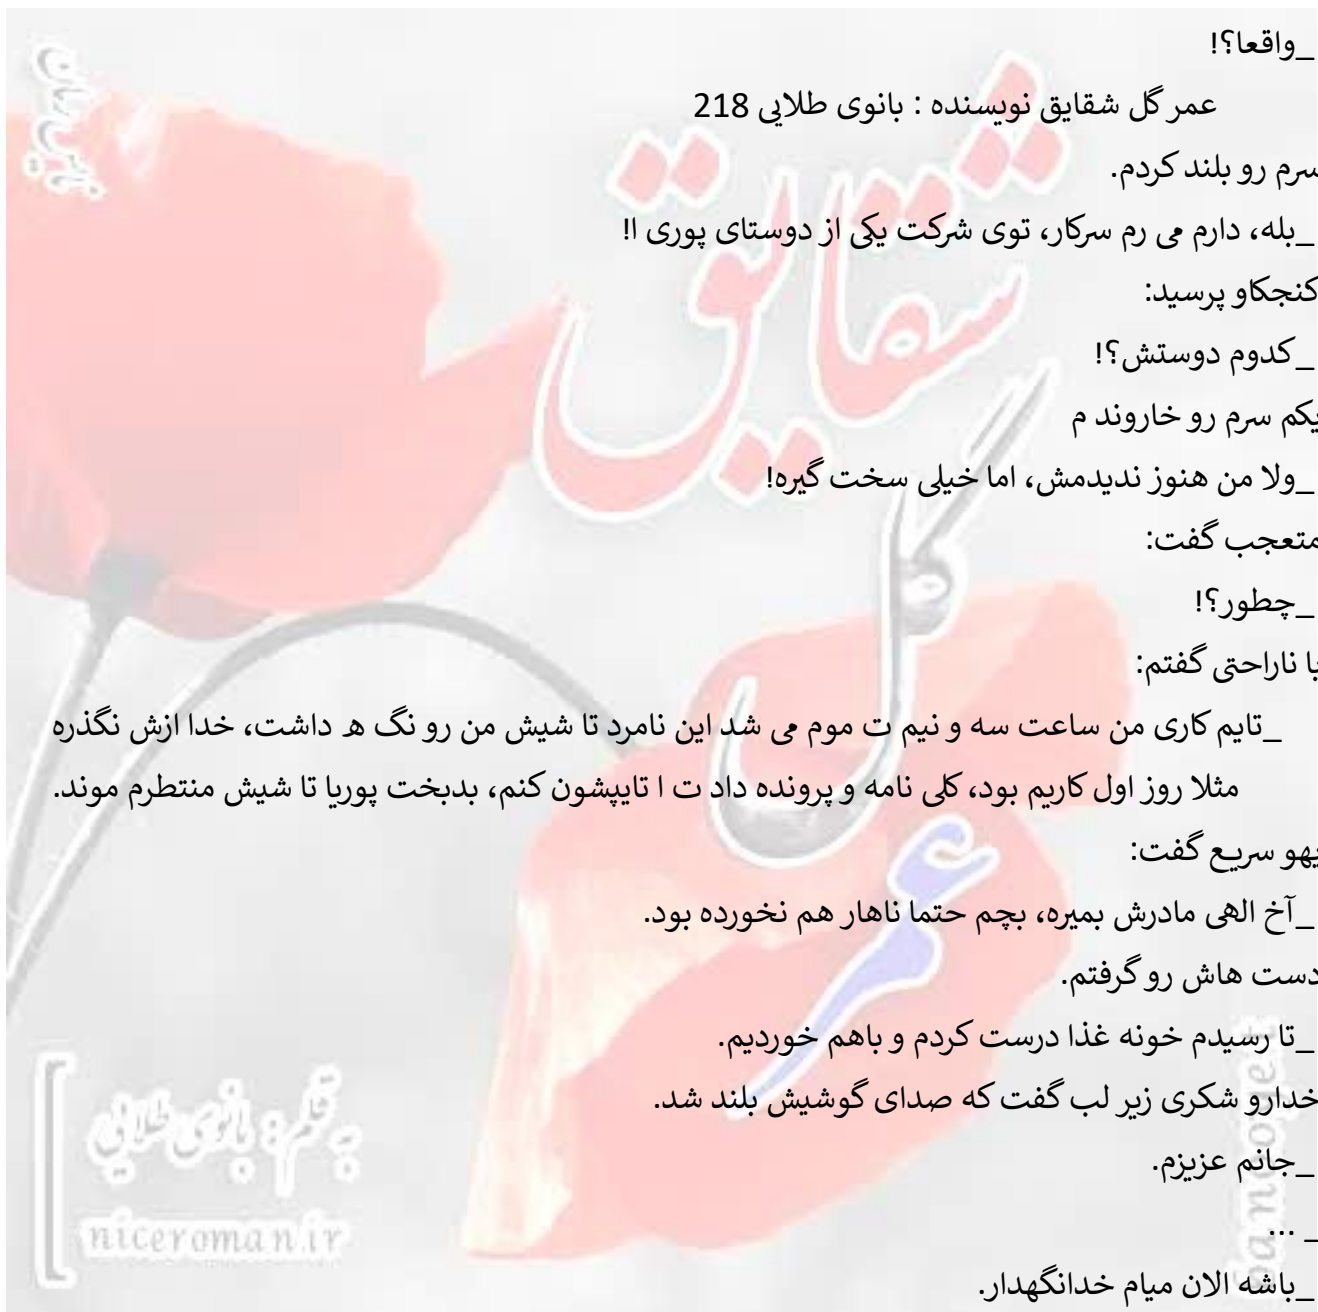 _واقعا؟!
عمر گل شقایق نویسنده : بانوی طلایی 218
سرم رو بلند کردم.
_بله، دارم می رم سرکار، توی شرکت یکی از دوستای پوری ا!
کنجکاو پرسید:
_کدوم دوستش؟!
یکم سرم رو خاروند م
_ولا من هنوز ندیدمش، اما خیلی سخت گیره!
متعجب گفت:
_چطور؟!
با ناراحتی گفتم:
_تایم کاری من ساعت سه و نیم ت موم می شد این نامرد تا شیش من رو نگ ه داشت، خدا ازش نگذره
مثلا روز اول کاریم بود، کلی نامه و پرونده داد ت ا تایپشون کنم، بدبخت پوریا تا شیش منتطرم موند.
یهو سریع گفت:
_آخ الهی مادرش بمیره، بچم حتما ناهار هم نخورده بود.
دست هاش رو گرفتم.
_تا رسیدم خونه غذا درست کردم و باهم خوردیم.
خدارو شکری زیر لب گفت که صدای گوشیش بلند شد.
_جانم عزیزم.
_ ...
_باشه الان میام خدانگهدار.
شقایق
گل
عمر
به قلم: بانوی طلایی
niceroman.ir